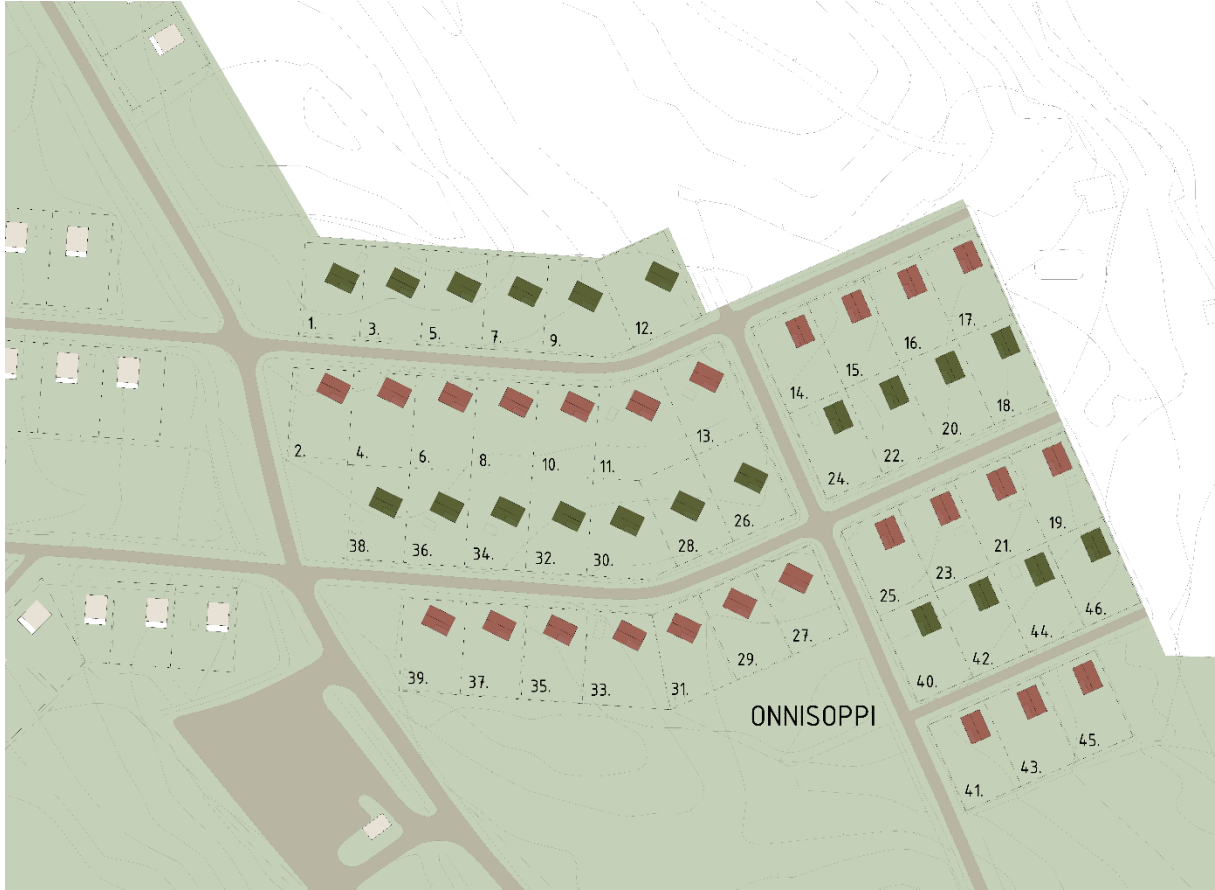 1. 3. 5. 7. 9. 12.
14. 15. 16. 17.
2. 4. 6. 8. 10. 11. 13.
24. 22. 20. 18.
38. 36. 34. 32. 30. 28. 26.
25. 23. 21. 19.
39. 37. 35. 33. 31. 29. 27.
40. 42. 44. 46.
ONNISOPPI
41. 43. 45.